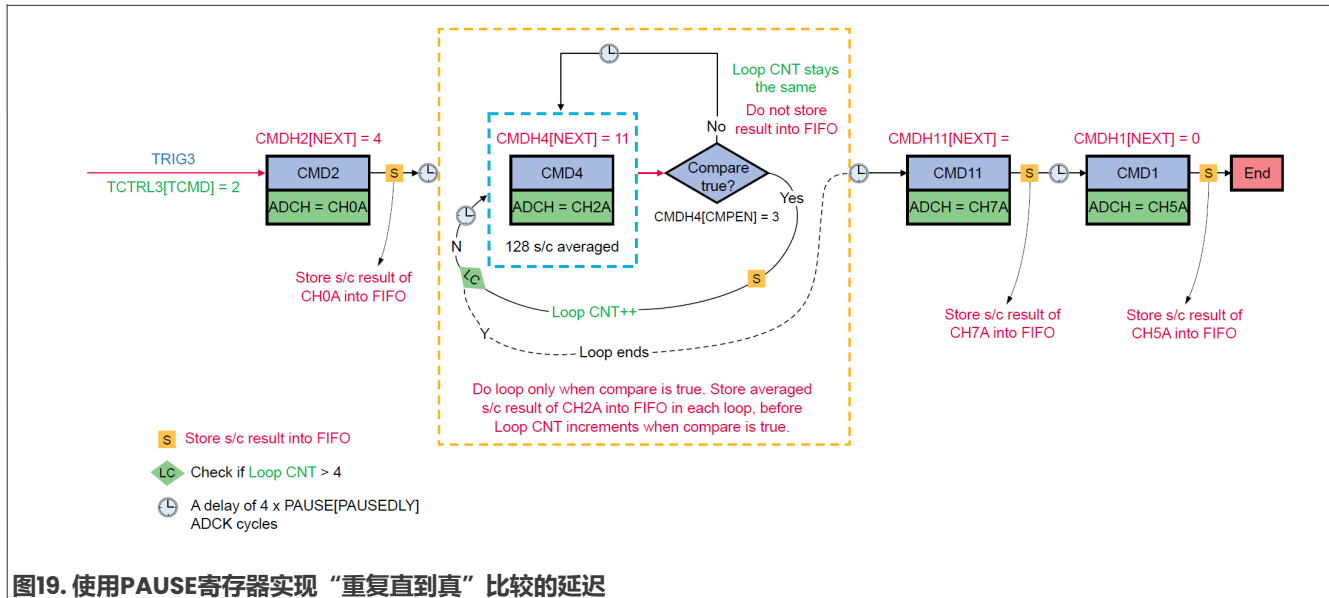 Loop CNT stays
the same
Do not store
result into FIFO
No
CMDH2[NEXT] = 4
CMDH4[NEXT] = 11
CMDH11[NEXT] =
CMDH1[NEXT] = 0
TRIG3
TCTRL3[TCMD] = 2
CMD2
S
CMD4
Compare
true?
CMD11
S
CMD1
S
End
ADCH = CH0A
ADCH = CH2A
CMDH4[CMPEN] = 3
Yes
ADCH = CH7A
ADCH = CH5A
N
128 s/c averaged
LC
S
Store s/c result of
CH0A into FIFO
Loop CNT++
Store s/c result of
CH7A into FIFO
Store s/c result of
CH5A into FIFO
Y
Loop ends
Do loop only when compare is true. Store averaged
s/c result of CH2A into FIFO in each loop, before
Loop CNT increments when compare is true.
S Store s/c result into FIFO
LC Check if Loop CNT > 4
A delay of 4 x PAUSE[PAUSEDLY]
ADCK cycles
图19. 使用PAUSE寄存器实现“重复直到真”比较的延迟